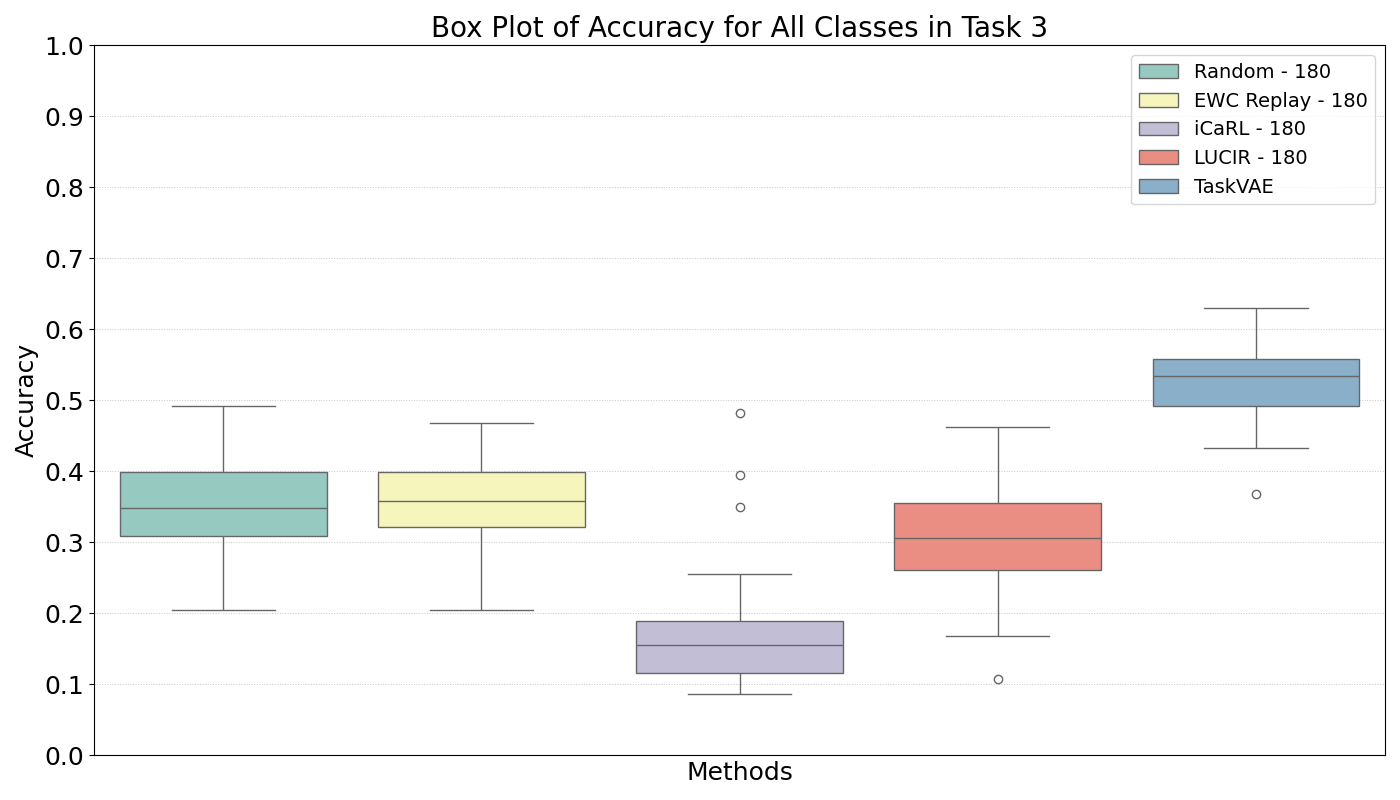 Box Plot of Accuracy for All Classes in Task 3
1.0
0.9
0.8
0.7
0.6
0.5
0.4
0.3
0.2
0.1
0.0
Accuracy
Methods
Random - 180
EWC Replay - 180
iCaRL - 180
LUCIR - 180
TaskVAE